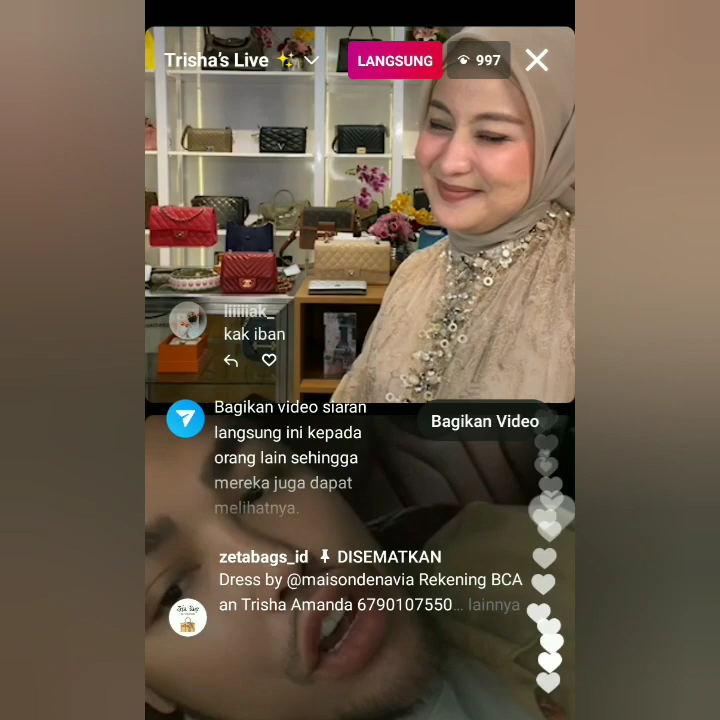 Trisha's Live ✨
LANGSUNG
997
liiiiiak_
kak iban
Bagikan video siaran
langsung ini kepada
orang lain sehingga
mereka juga dapat
melihatnya.
Bagikan Video
zetabags_id DISEMATKAN
Dress by @maisondenavia Rekening BCA
an Trisha Amanda 6790107550... lainnya